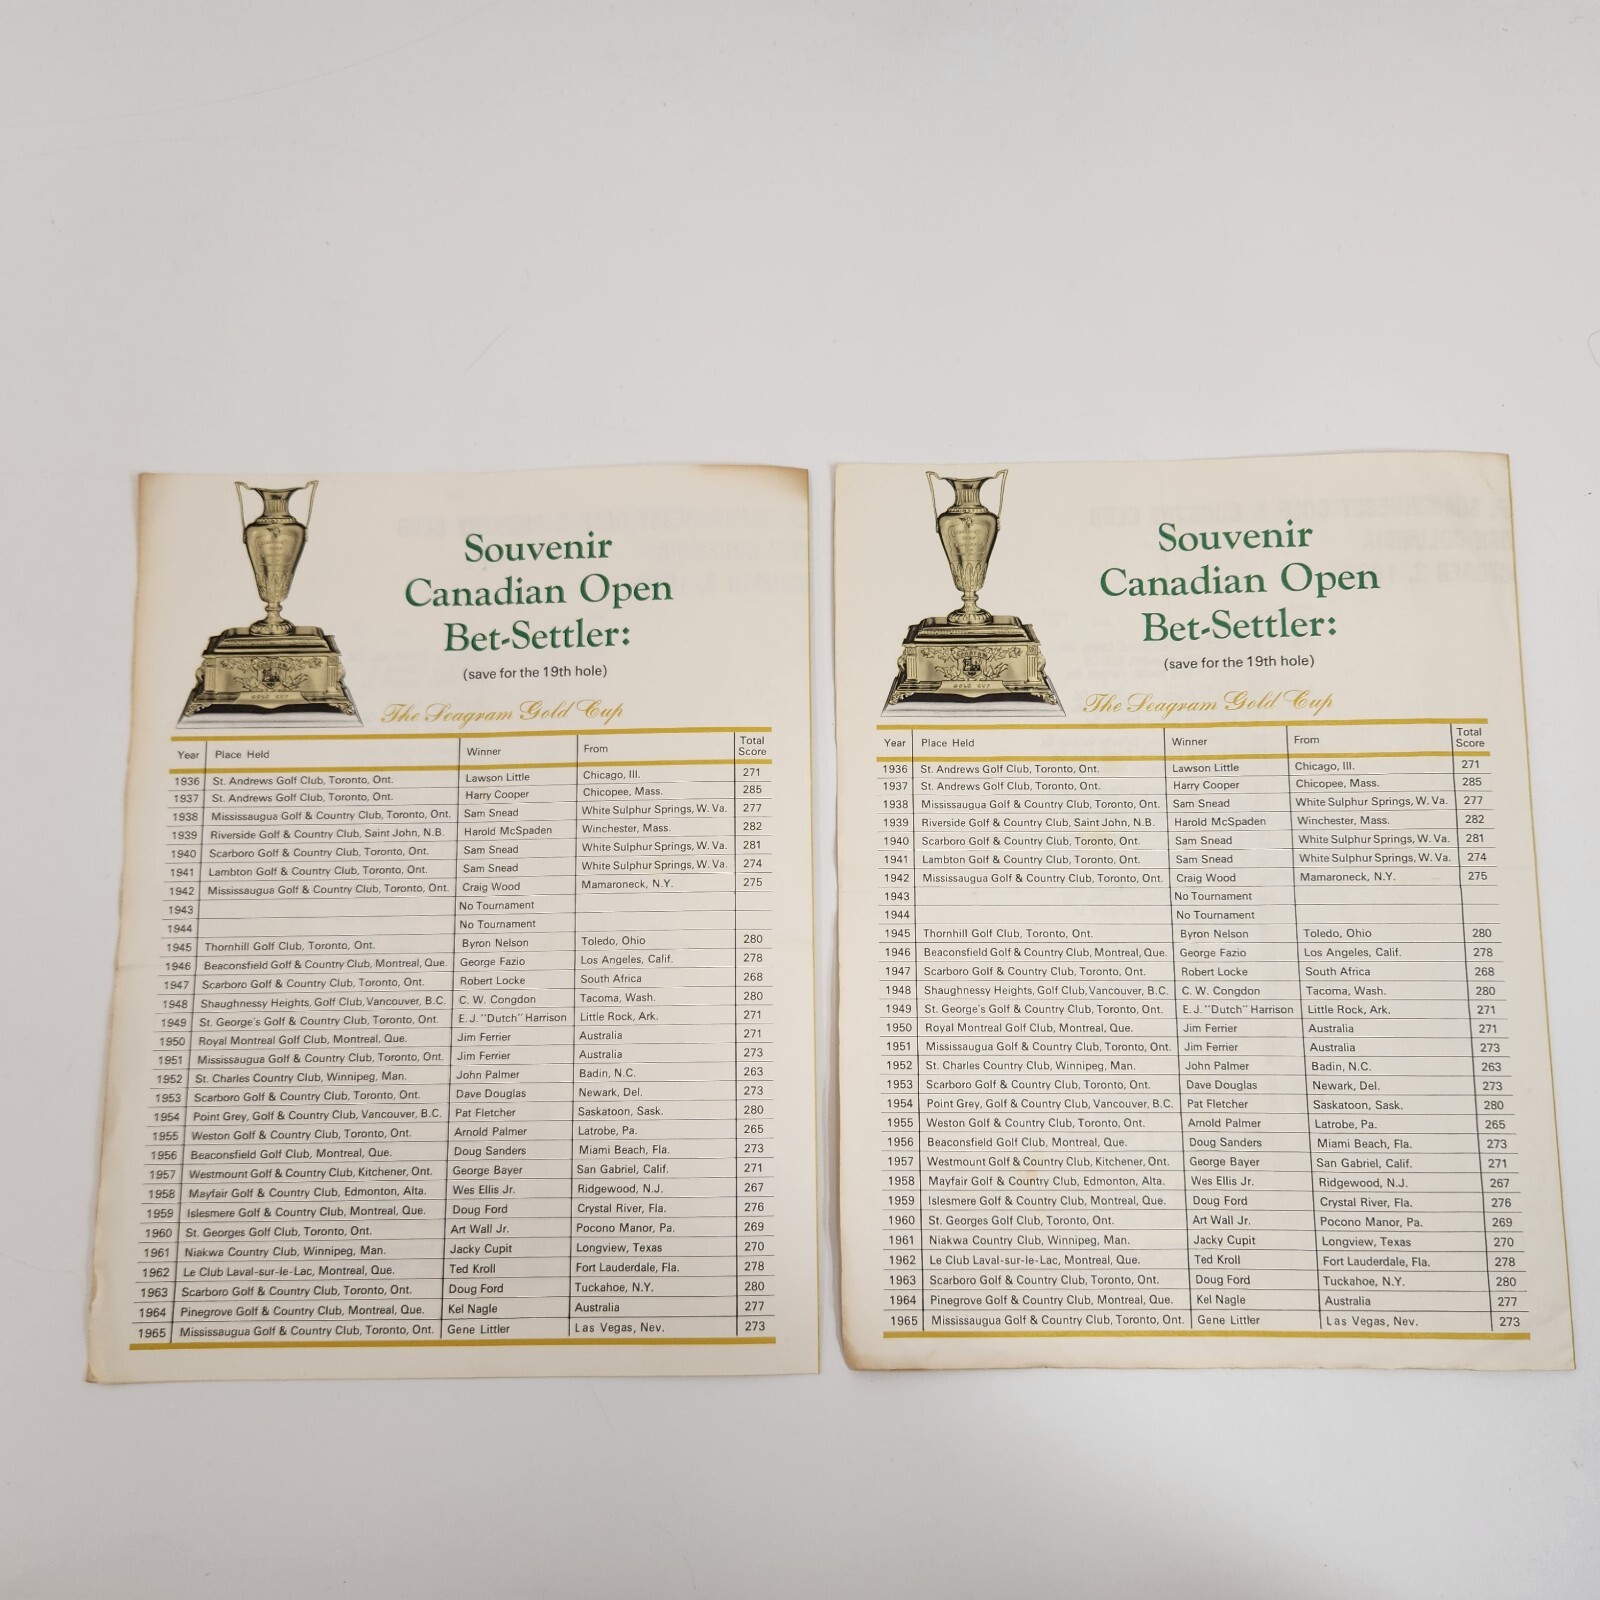 Souvenir
Canadian Open
Bet-Settler:
(save for the 19th hole)
GOLD CUP
The Seagram Gold Cup
Year Place Held Winner From Total Score
1936 St. Andrews Golf Club, Toronto, Ont. Lawson Little Chicago, Ill. 271
1937 St. Andrews Golf Club, Toronto, Ont. Harry Cooper Chicopee, Mass. 285
1938 Mississaugua Golf & Country Club, Toronto, Ont. Sam Snead White Sulphur Springs, W. Va. 277
1939 Riverside Golf & Country Club, Saint John, N.B. Harold McSpaden Winchester, Mass. 282
1940 Scarboro Golf & Country Club, Toronto, Ont. Sam Snead White Sulphur Springs, W. Va. 281
1941 Lambton Golf & Country Club, Toronto, Ont. Sam Snead White Sulphur Springs, W. Va. 274
1942 Mississaugua Golf & Country Club, Toronto, Ont. Craig Wood Mamaroneck, N.Y. 275
1943 No Tournament
1944 No Tournament
1945 Thornhill Golf Club, Toronto, Ont. Byron Nelson Toledo, Ohio 280
1946 Beaconsfield Golf & Country Club, Montreal, Que. George Fazio Los Angeles, Calif. 278
1947 Scarboro Golf & Country Club, Toronto, Ont. Robert Locke South Africa 268
1948 Shaughnessy Heights, Golf Club, Vancouver, B.C. C. W. Congdon Tacoma, Wash. 280
1949 St. George's Golf & Country Club, Toronto, Ont. E. J. "Dutch" Harrison Little Rock, Ark. 271
1950 Royal Montreal Golf Club, Montreal, Que. Jim Ferrier Australia 271
1951 Mississaugua Golf & Country Club, Toronto, Ont. Jim Ferrier Australia 273
1952 St. Charles Country Club, Winnipeg, Man. John Palmer Badin, N.C. 263
1953 Scarboro Golf & Country Club, Toronto, Ont. Dave Douglas Newark, Del. 273
1954 Point Grey, Golf & Country Club, Vancouver, B.C. Pat Fletcher Saskatoon, Sask. 280
1955 Weston Golf & Country Club, Toronto, Ont. Arnold Palmer Latrobe, Pa. 265
1956 Beaconsfield Golf Club, Montreal, Que. Doug Sanders Miami Beach, Fla. 273
1957 Westmount Golf & Country Club, Kitchener, Ont. George Bayer San Gabriel, Calif. 271
1958 Mayfair Golf & Country Club, Edmonton, Alta. Wes Ellis Jr. Ridgewood, N.J. 267
1959 Islesmere Golf & Country Club, Montreal, Que. Doug Ford Crystal River, Fla. 276
1960 St. Georges Golf Club, Toronto, Ont. Art Wall Jr. Pocono Manor, Pa. 269
1961 Niakwa Country Club, Winnipeg, Man. Jacky Cupit Longview, Texas 270
1962 Le Club Laval-sur-le-Lac, Montreal, Que. Ted Kroll Fort Lauderdale, Fla. 278
1963 Scarboro Golf & Country Club, Toronto, Ont. Doug Ford Tuckahoe, N.Y. 280
1964 Pinegrove Golf & Country Club, Montreal, Que. Kel Nagle Australia 277
1965 Mississaugua Golf & Country Club, Toronto, Ont. Gene Littler Las Vegas, Nev. 273
Souvenir
Canadian Open
Bet-Settler:
(save for the 19th hole)
GOLD CUP
The Seagram Gold Cup
Year Place Held Winner From Total Score
1936 St. Andrews Golf Club, Toronto, Ont. Lawson Little Chicago, Ill. 271
1937 St. Andrews Golf Club, Toronto, Ont. Harry Cooper Chicopee, Mass. 285
1938 Mississaugua Golf & Country Club, Toronto, Ont. Sam Snead White Sulphur Springs, W. Va. 277
1939 Riverside Golf & Country Club, Saint John, N.B. Harold McSpaden Winchester, Mass. 282
1940 Scarboro Golf & Country Club, Toronto, Ont. Sam Snead White Sulphur Springs, W. Va. 281
1941 Lambton Golf & Country Club, Toronto, Ont. Sam Snead White Sulphur Springs, W. Va. 274
1942 Mississaugua Golf & Country Club, Toronto, Ont. Craig Wood Mamaroneck, N.Y. 275
1943 No Tournament
1944 No Tournament
1945 Thornhill Golf Club, Toronto, Ont. Byron Nelson Toledo, Ohio 280
1946 Beaconsfield Golf & Country Club, Montreal, Que. George Fazio Los Angeles, Calif. 278
1947 Scarboro Golf & Country Club, Toronto, Ont. Robert Locke South Africa 268
1948 Shaughnessy Heights, Golf Club, Vancouver, B.C. C. W. Congdon Tacoma, Wash. 280
1949 St. George's Golf & Country Club, Toronto, Ont. E. J. "Dutch" Harrison Little Rock, Ark. 271
1950 Royal Montreal Golf Club, Montreal, Que. Jim Ferrier Australia 271
1951 Mississaugua Golf & Country Club, Toronto, Ont. Jim Ferrier Australia 273
1952 St. Charles Country Club, Winnipeg, Man. John Palmer Badin, N.C. 263
1953 Scarboro Golf & Country Club, Toronto, Ont. Dave Douglas Newark, Del. 273
1954 Point Grey, Golf & Country Club, Vancouver, B.C. Pat Fletcher Saskatoon, Sask. 280
1955 Weston Golf & Country Club, Toronto, Ont. Arnold Palmer Latrobe, Pa. 265
1956 Beaconsfield Golf Club, Montreal, Que. Doug Sanders Miami Beach, Fla. 273
1957 Westmount Golf & Country Club, Kitchener, Ont. George Bayer San Gabriel, Calif. 271
1958 Mayfair Golf & Country Club, Edmonton, Alta. Wes Ellis Jr. Ridgewood, N.J. 267
1959 Islesmere Golf & Country Club, Montreal, Que. Doug Ford Crystal River, Fla. 276
1960 St. Georges Golf Club, Toronto, Ont. Art Wall Jr. Pocono Manor, Pa. 269
1961 Niakwa Country Club, Winnipeg, Man. Jacky Cupit Longview, Texas 270
1962 Le Club Laval-sur-le-Lac, Montreal, Que. Ted Kroll Fort Lauderdale, Fla. 278
1963 Scarboro Golf & Country Club, Toronto, Ont. Doug Ford Tuckahoe, N.Y. 280
1964 Pinegrove Golf & Country Club, Montreal, Que. Kel Nagle Australia 277
1965 Mississaugua Golf & Country Club, Toronto, Ont. Gene Littler Las Vegas, Nev. 273